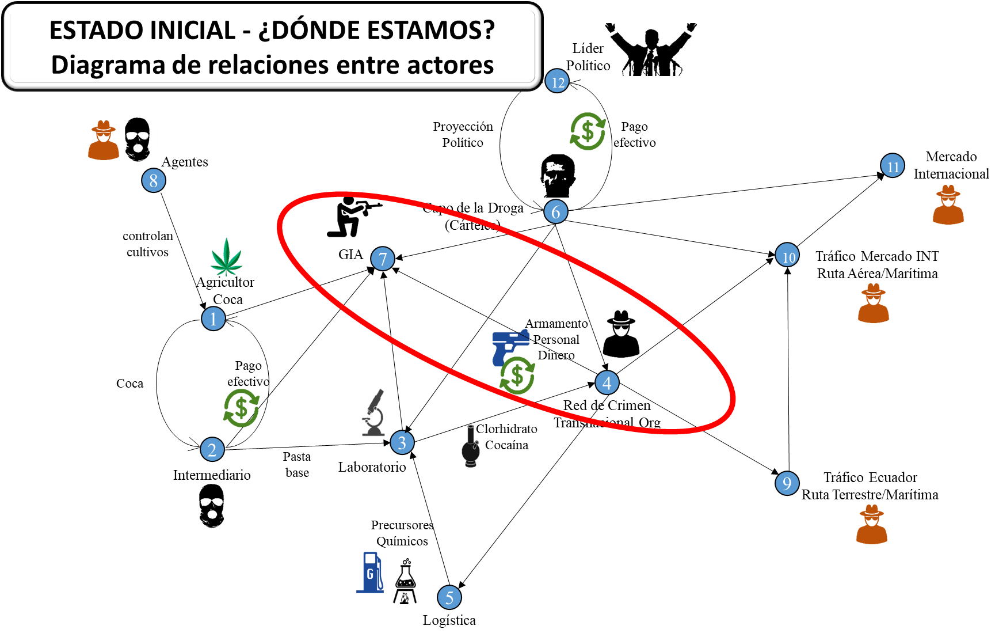 ESTADO INICIAL - ¿DÓNDE ESTAMOS?
Diagrama de relaciones entre actores
Líder
Político
12
Proyección
Político
Pago
efectivo
Agentes
8
11
Mercado
Internacional
Capo de la Droga
(Cárteles)
6
controlan
cultivos
GIA
7
10
Tráfico Mercado INT
Ruta Aérea/Marítima
Agricultor
Coca
1
Armamento
Personal
Dinero
Coca
Pago
efectivo
4
Red de Crimen
Transnacional Org
2
Intermediario
Pasta
base
3
Laboratorio
Clorhidrato
Cocaína
9
Tráfico Ecuador
Ruta Terrestre/Marítima
Precursores
Químicos
G
5
Logística